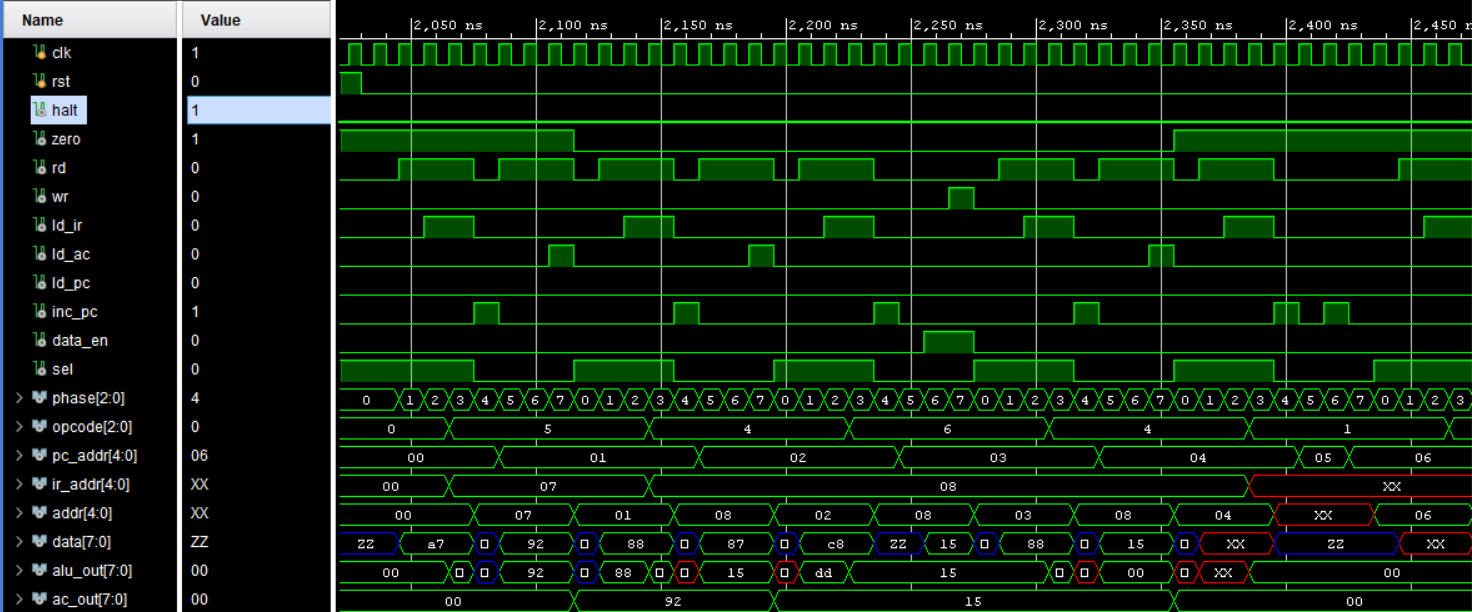 Name Value 2,050 ns 2,100 ns 2,150 ns 2,200 ns 2,250 ns 2,300 ns 2,350 ns 2,400 ns 2,450 n
clk 1
rst 0
halt 1
zero 1
rd 0
wr 0
ld_ir 0
ld_ac 0
ld_pc 0
inc_pc 1
data_en 0
sel 0
phase[2:0] 4 0 1 2 3 4 5 6 7 0 1 2 3 4 5 6 7 0 1 2 3 4 5 6 7 0 1 2 3 4 5 6 7 0 1 2 3 4 5 6 7 0 1 2 3
opcode[2:0] 0 0 5 4 6 4 1
pc_addr[4:0] 06 00 01 02 03 04 05 06
ir_addr[4:0] XX 00 07 08 XX
addr[4:0] XX 00 07 01 08 02 08 03 08 04 XX 06
data[7:0] ZZ ZZ a7 92 88 87 c8 ZZ 15 88 15 XX ZZ XX
alu_out[7:0] 00 00 92 88 15 dd 15 00 XX 00
ac_out[7:0] 00 00 92 15 00